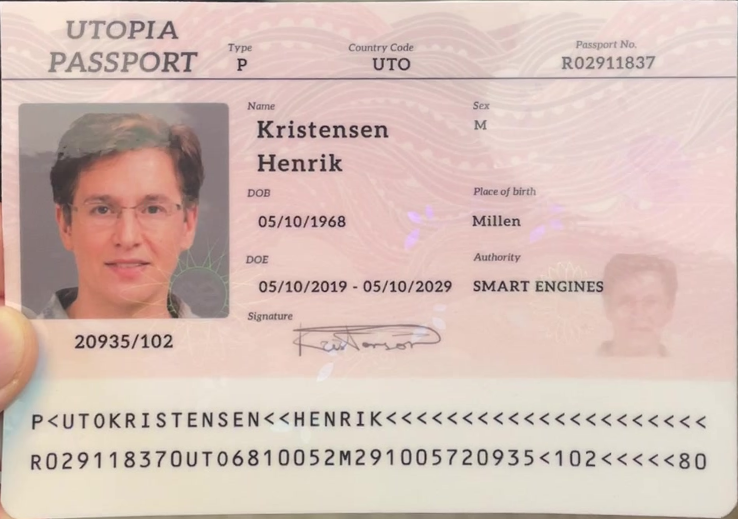 UTOPIA
PASSPORT
Type
P
Country Code
UTO
Passport No.
R02911837
Name
Kristensen
Henrik
Sex
M
DOB
05/10/1968
Place of birth
Millen
DOE
05/10/2019 - 05/10/2029
Authority
SMART ENGINES
Signature
20935/102
P<UTOKRISTENSEN<<HENRIK<<<<<<<<<<<<<<<<<<<<<
R029118370UTO6810052M291005720935<102<<<<<80